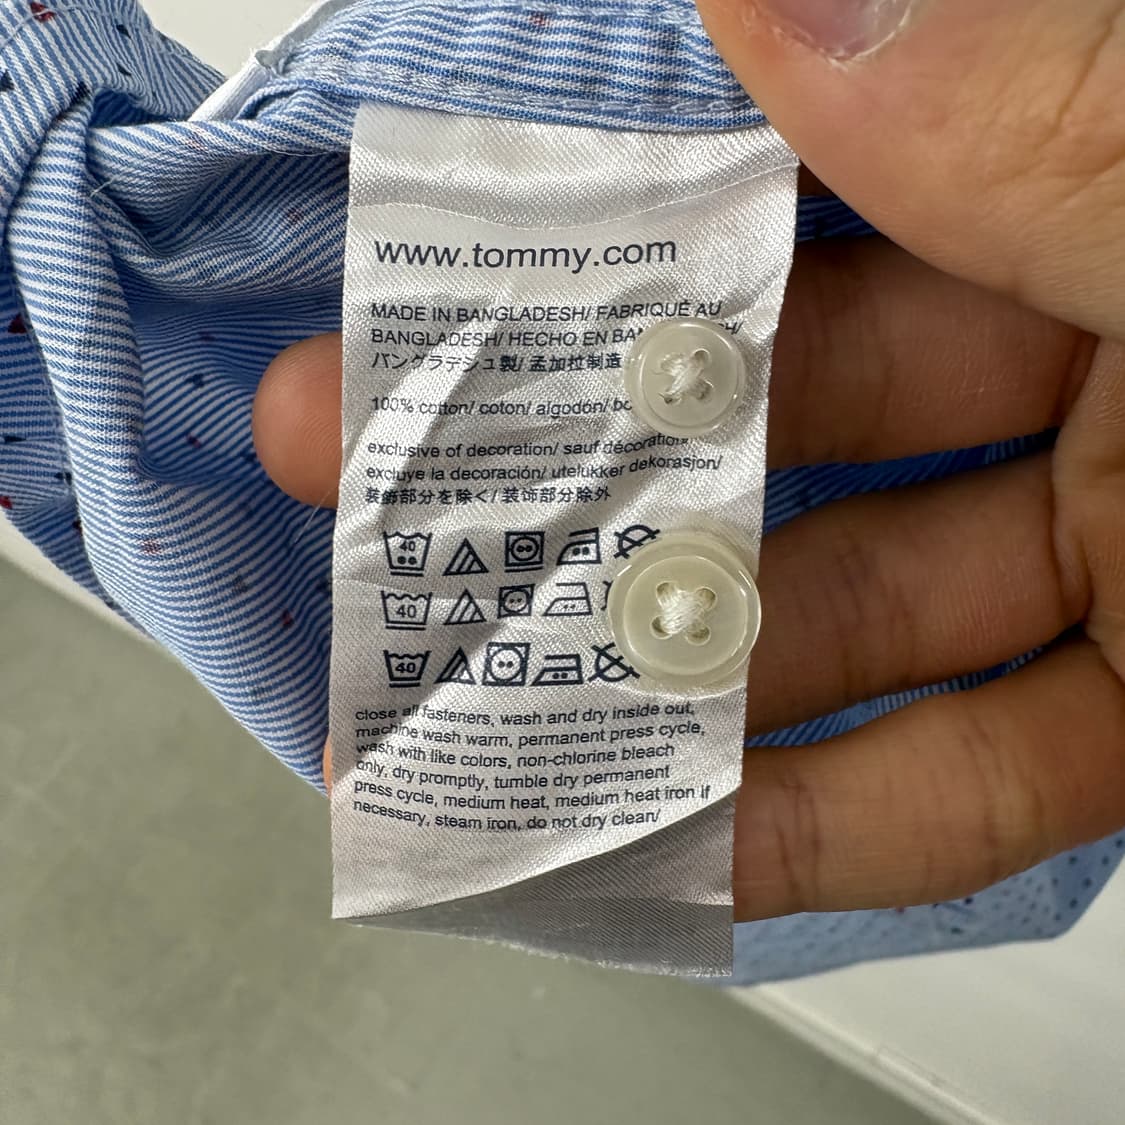 www.tommy.com
MADE IN BANGLADESH/ FABRIQUÉ AU
BANGLADESH/ HECHO EN
バングラデシュ製/ 孟加拉制造
100% cotton/ coton/ algodón/
exclusive of decoration/ sauf décoration/
excluye la decoración/ utelukker dekorasjon/
装飾部分を除く/ 装饰部分除外
40
40
40
close all fasteners, wash and dry inside out,
machine wash warm, permanent press cycle,
wash with like colors, non-chlorine bleach
only, dry promptly, tumble dry permanent
press cycle, medium heat, medium heat iron if
necessary, steam iron, do not dry clean/